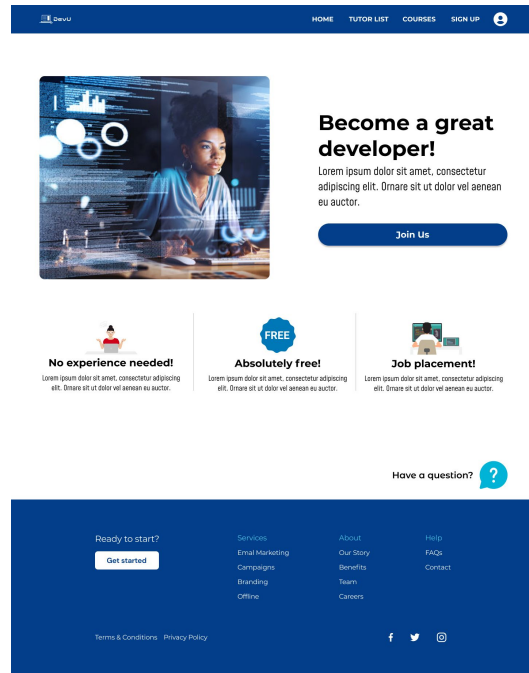 DevU
HOME TUTOR LIST COURSES SIGN UP
Become a great
developer!
Lorem ipsum dolor sit amet, consectetur
adipiscing elit. Ornare sit ut dolor vel aenean
eu auctor.
Join Us
FREE
No experience needed!
Lorem ipsum dolor sit amet, consectetur adipiscing
elit. Ornare sit ut dolor vel aenean eu auctor.
Absolutely free!
Lorem ipsum dolor sit amet, consectetur adipiscing
elit. Ornare sit ut dolor vel aenean eu auctor.
Job placement!
Lorem ipsum dolor sit amet, consectetur adipiscing
elit. Ornare sit ut dolor vel aenean eu auctor.
Have a question? ?
Ready to start?
Get started
Services
Emal Marketing
Campaigns
Branding
Offline
About
Our Story
Benefits
Team
Careers
Help
FAQs
Contact
Terms & Conditions Privacy Policy